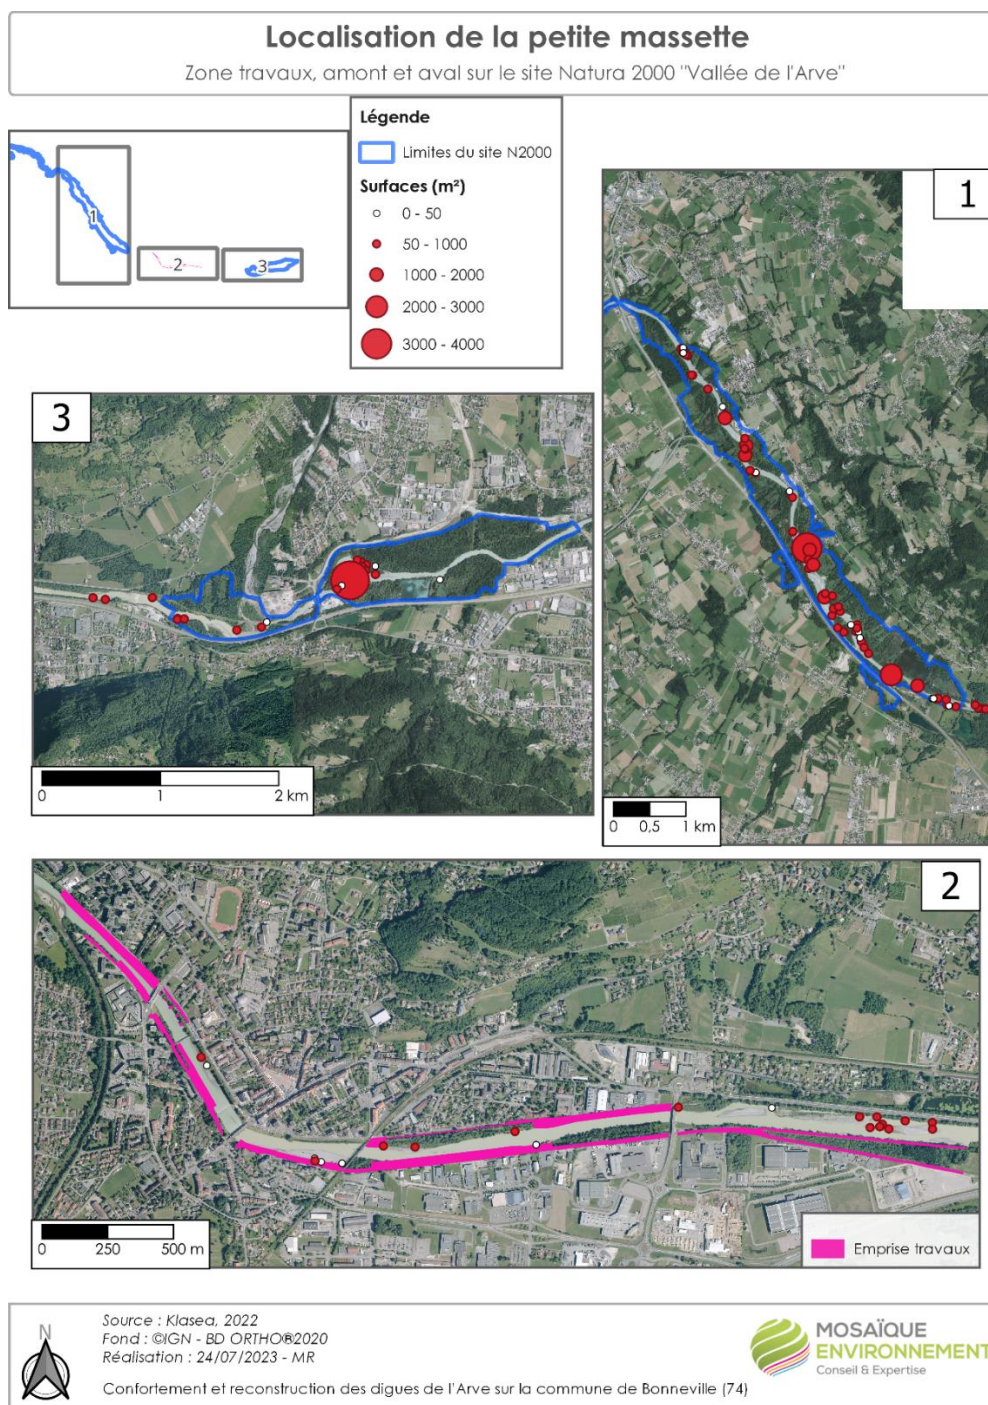 Localisation de la petite massette
Zone travaux, amont et aval sur le site Natura 2000 "Vallée de l'Arve"
Légende
Limites du site N2000
Surfaces (m²)
0 - 50
50 - 1000
1000 - 2000
2000 - 3000
3000 - 4000
1
2
3
1
0 0,5 1 km
3
0 1 2 km
2
0 250 500 m
Emprise travaux
N
Source : Klasea, 2022
Fond : ©IGN - BD ORTHO®2020
Réalisation : 24/07/2023 - MR
Confortement et reconstruction des digues de l'Arve sur la commune de Bonneville (74)
MOSAÏQUE
ENVIRONNEMENT
Conseil & Expertise